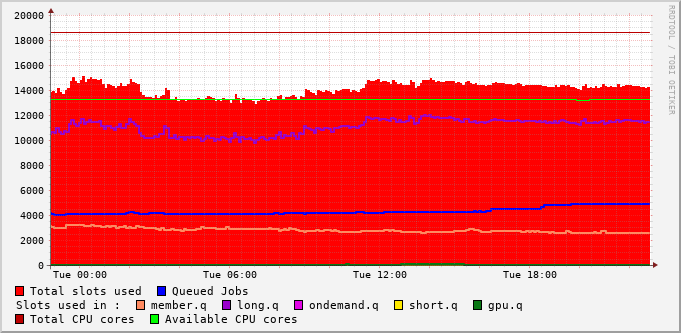 20000
18000
16000
14000
12000
10000
8000
6000
4000
2000
0
Tue 00:00 Tue 06:00 Tue 12:00 Tue 18:00
Total slots used Queued Jobs
Slots used in : member.q long.q ondemand.q short.q gpu.q
Total CPU cores Available CPU cores
RRDTOOL / TOBI OETIKER